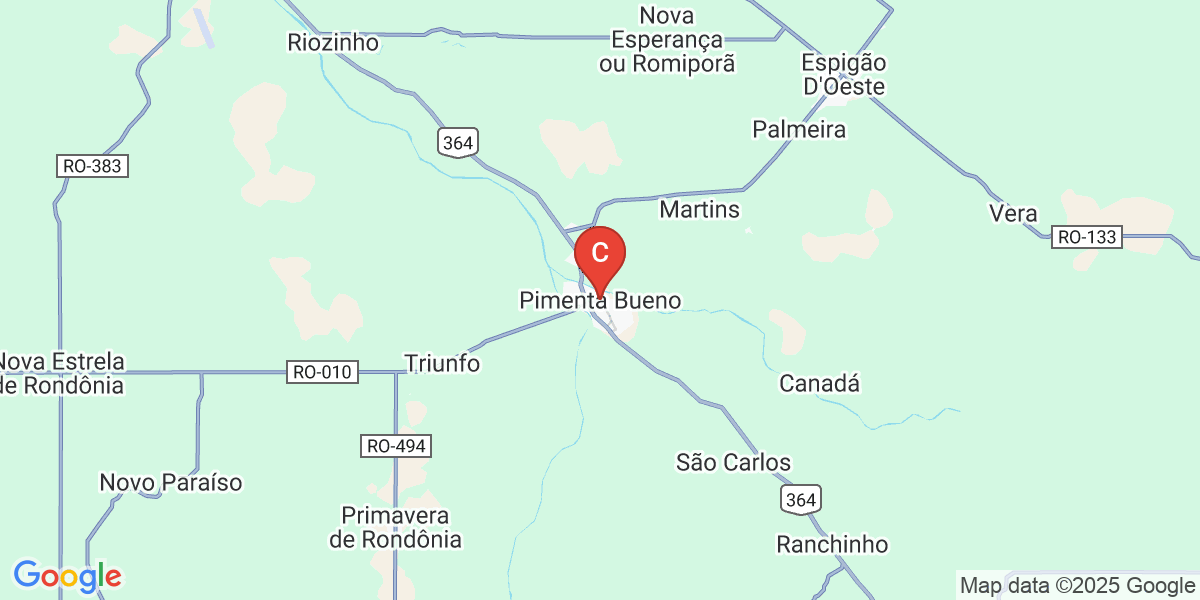 Nova
Esperança
ou Romiporã
Riozinho
Espigão
D'Oeste
Palmeira
364
RO-383
Martins
Vera
RO-133
C
Pimenta Bueno
Nova Estrela
de Rondônia
RO-010
Triunfo
Canadá
RO-494
São Carlos
Novo Paraíso
364
Primavera
de Rondônia
Ranchinho
Google
Map data ©2025 Google